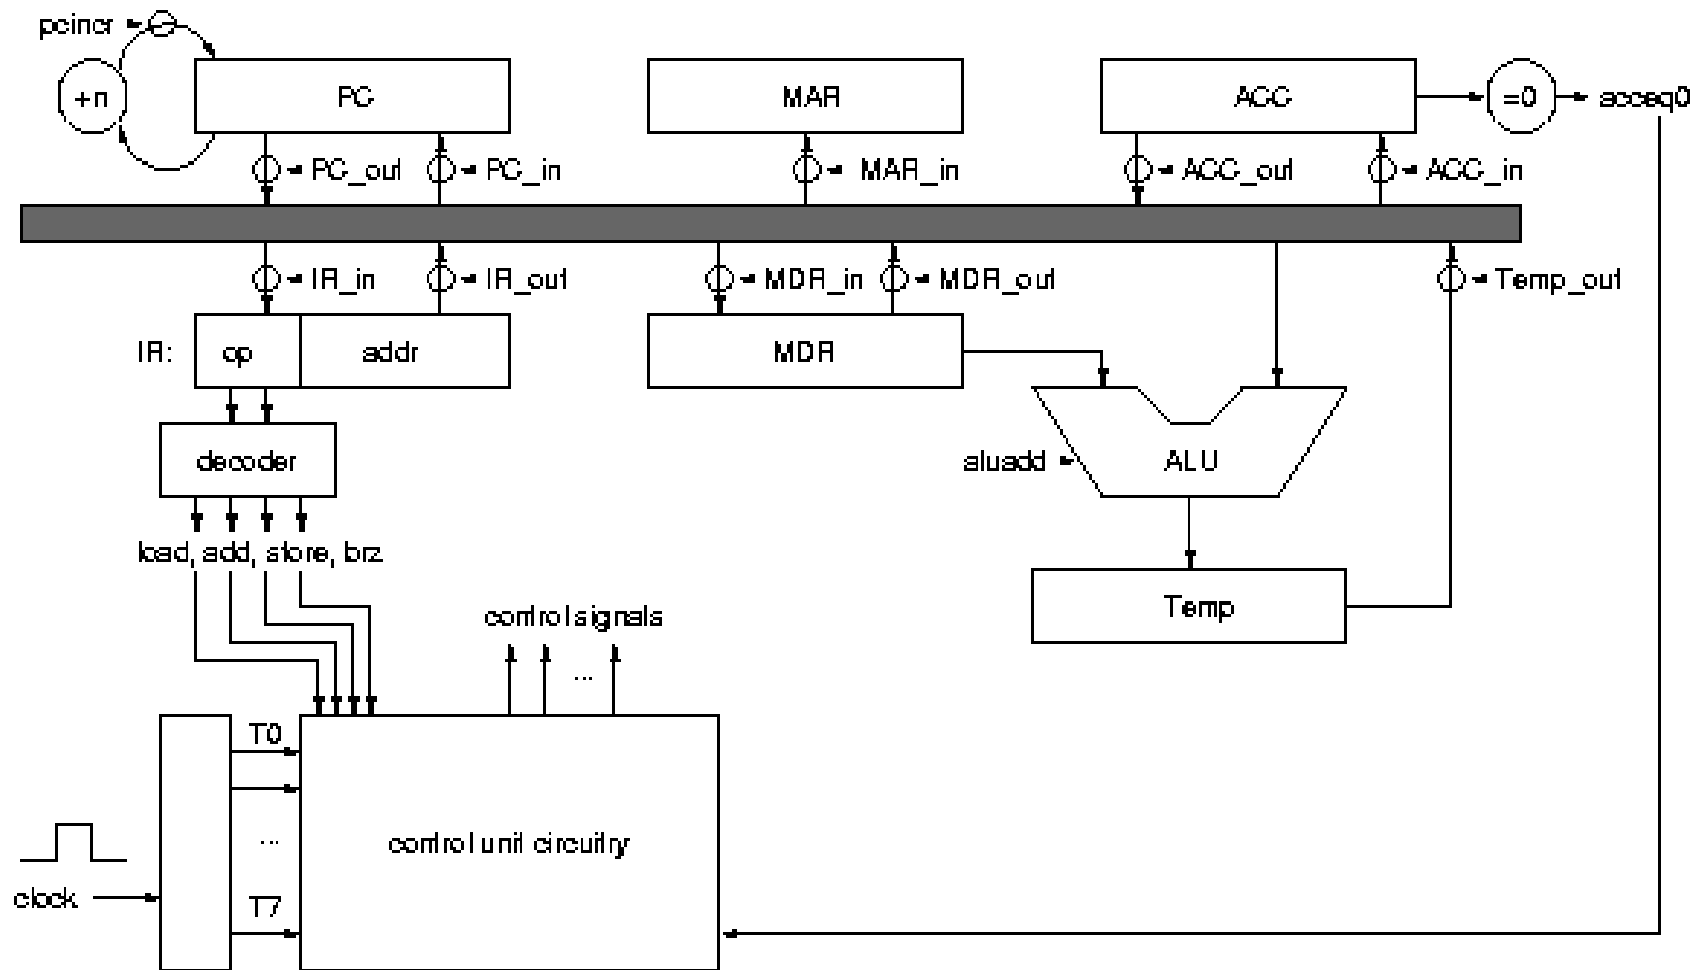 pcincr
+n
PC
MAR
ACC
=0
acceq0
PC_out
PC_in
MAR_in
ACC_out
ACC_in
IR_in
IR_out
MDR_in
MDR_out
Temp_out
IR:
op
addr
MDR
decoder
aluadd
ALU
load, add, store, brz
Temp
control signals
...
T0
...
control unit circuitry
clock
T7